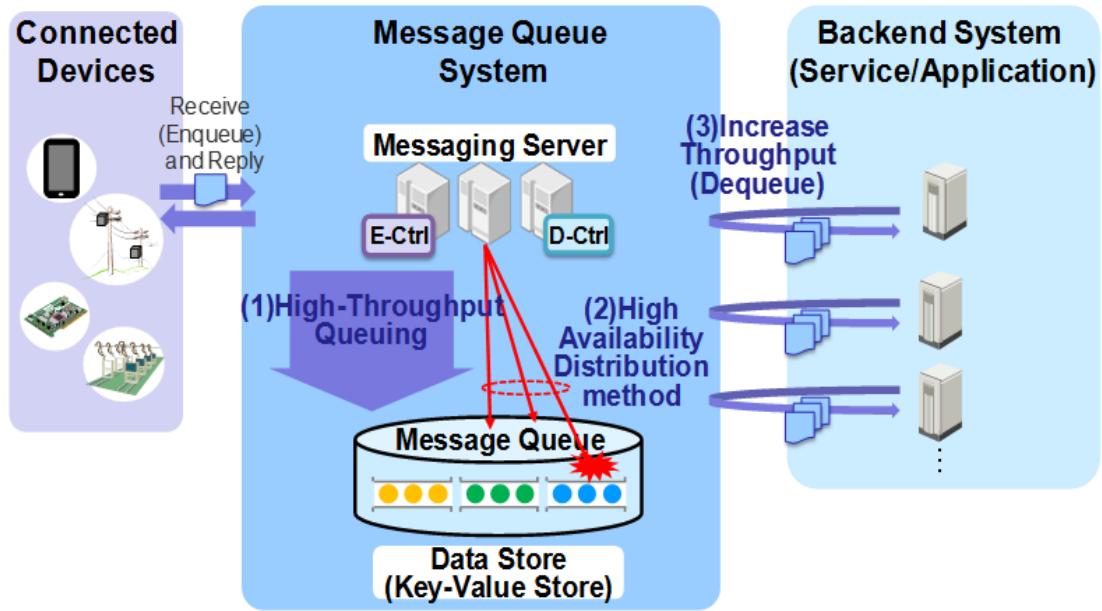 Connected
Devices
Receive
(Enqueue)
and Reply
Message Queue
System
Messaging Server
E-Ctrl
D-Ctrl
(1)High-Throughput
Queuing
(2)High
Availability
Distribution
method
Message Queue
Data Store
(Key-Value Store)
(3)Increase
Throughput
(Dequeue)
Backend System
(Service/Application)